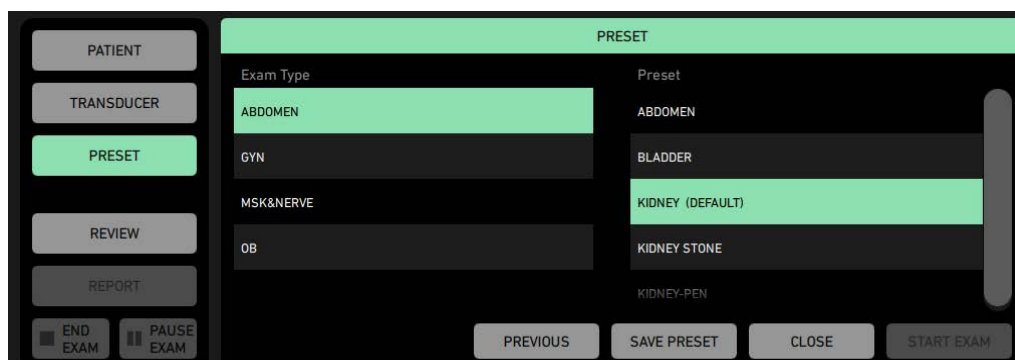 PATIENT
TRANSDUCER
PRESET
REVIEW
REPORT
END EXAM
PAUSE EXAM
PRESET
Exam Type
ABDOMEN
GYN
MSK&NERVE
OB
Preset
ABDOMEN
BLADDER
KIDNEY (DEFAULT)
KIDNEY STONE
KIDNEY-PEN
PREVIOUS
SAVE PRESET
CLOSE
START EXAM